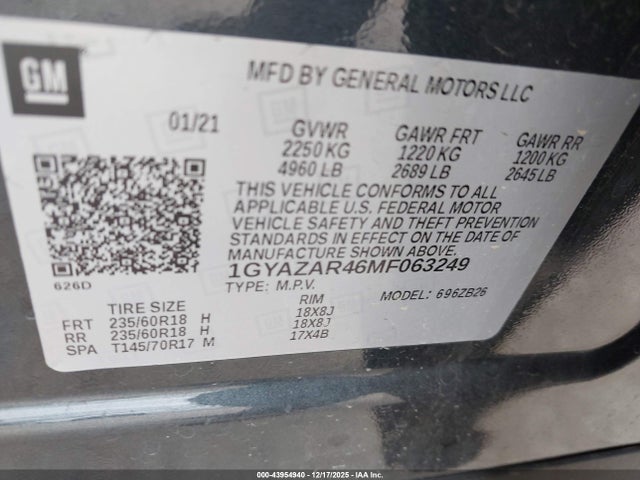 GM
MFD BY GENERAL MOTORS LLC
01/21 GVWR GAWR FRT GAWR RR
2250 KG 1220 KG 1200 KG
4960 LB 2689 LB 2645 LB
THIS VEHICLE CONFORMS TO ALL
APPLICABLE U.S. FEDERAL MOTOR
VEHICLE SAFETY AND THEFT PREVENTION
STANDARDS IN EFFECT ON THE DATE OF
MANUFACTURE SHOWN ABOVE.
1GYAZAR46MF063249
626D TYPE: M.P.V. MODEL: 696ZB26
TIRE SIZE RIM
FRT 235/60R18 H 18X8J
RR 235/60R18 H 18X8J
SPA T145/70R17 M 17X4B
000-43954940 - 12/17/2025 - IAA Inc.